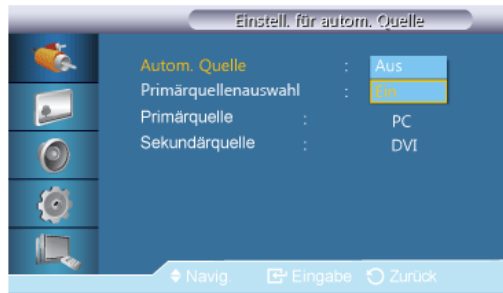 Einstell. für autom. Quelle
Autom. Quelle : Aus
Primärquellenauswahl : Ein
Primärquelle : PC
Sekundärquelle : DVI
Navig. Eingabe Zurück